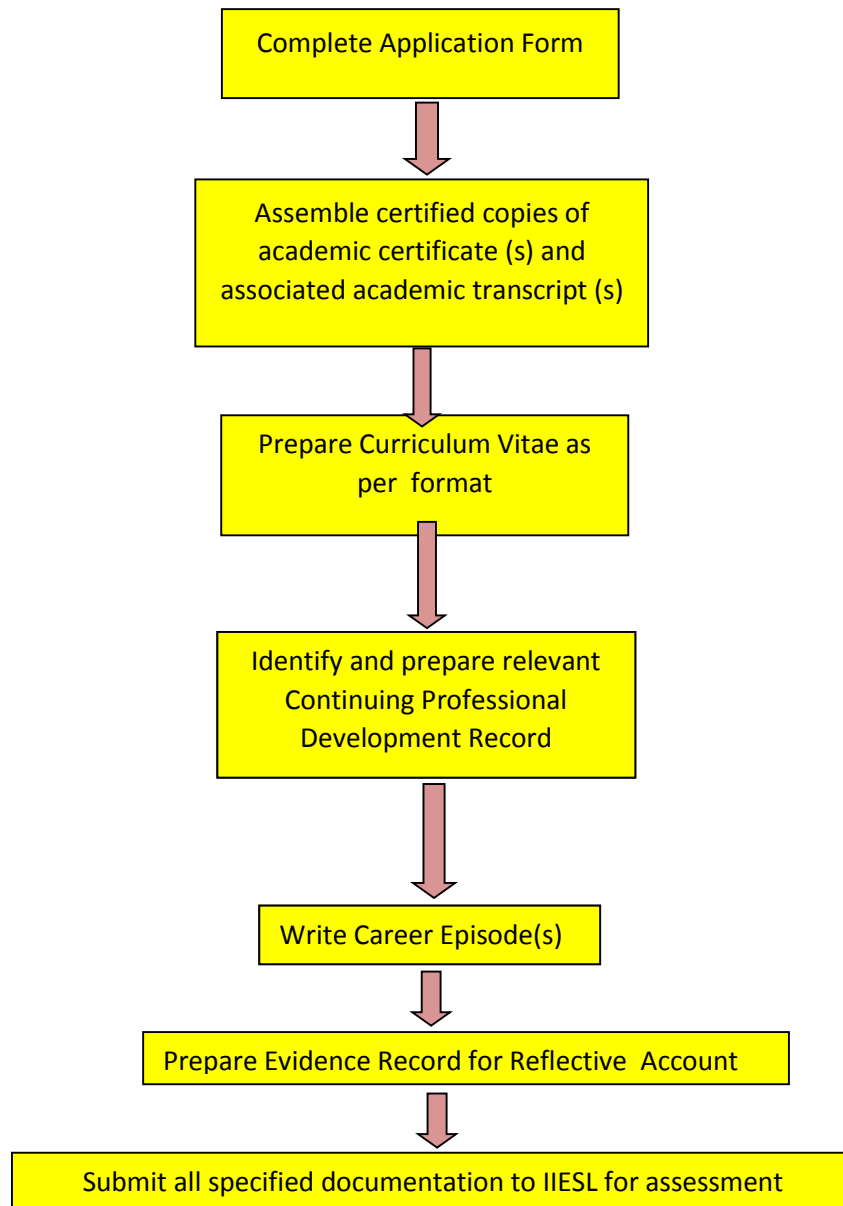 Complete Application Form
Assemble certified copies of
academic certificate (s) and
associated academic transcript (s)
Prepare Curriculum Vitae as
per format
Identify and prepare relevant
Continuing Professional
Development Record
Write Career Episode(s)
Prepare Evidence Record for Reflective Account
Submit all specified documentation to IIESL for assessment